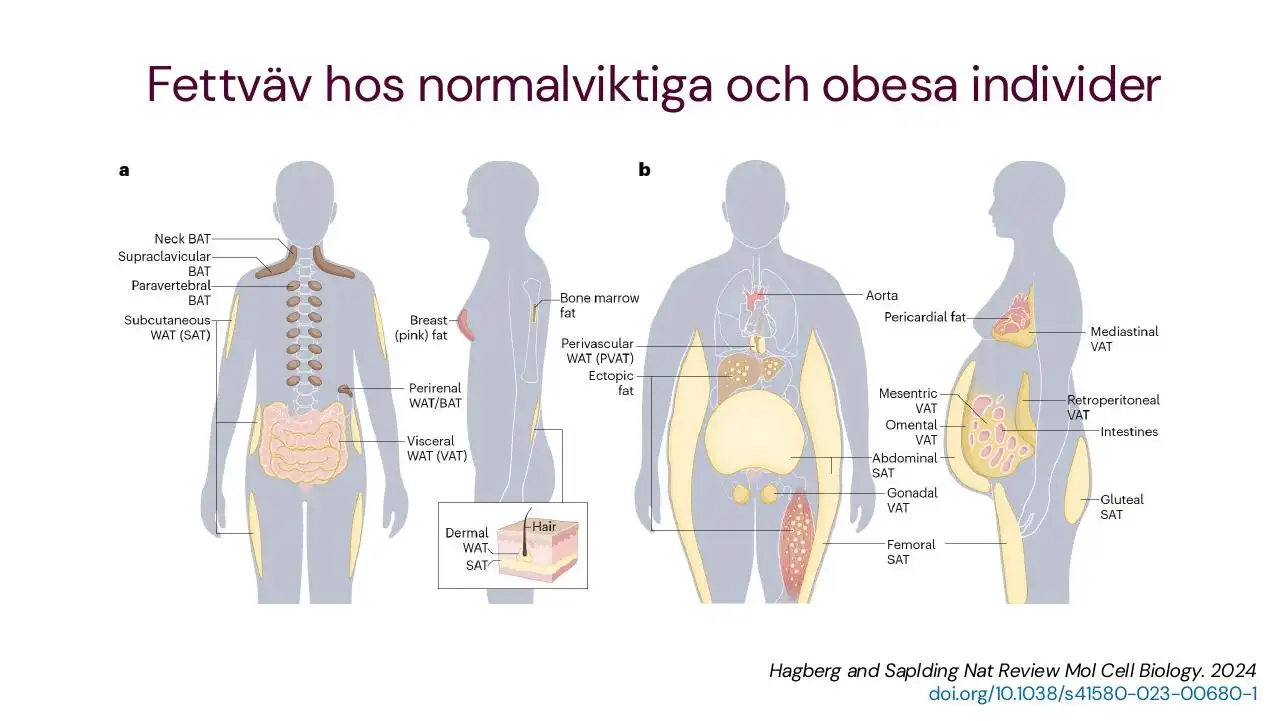 Fettväv hos normalviktiga och obesa individer
a
Neck BAT
Supraclavicular
BAT
Paravertebral
BAT
Subcutaneous
WAT (SAT)
Breast
(pink) fat
Bone marrow
fat
Perirenal
WAT/BAT
Visceral
WAT (VAT)
Hair
Dermal
WAT
SAT
b
Aorta
Pericardial fat
Mediastinal
VAT
Perivascular
WAT (PVAT)
Ectopic
fat
Mesentric
VAT
Omental
VAT
Retroperitoneal
VAT
Intestines
Abdominal
SAT
Gonadal
VAT
Gluteal
SAT
Femoral
SAT
Hagberg and Saplding Nat Review Mol Cell Biology. 2024
doi.org/10.1038/s41580-023-00680-1